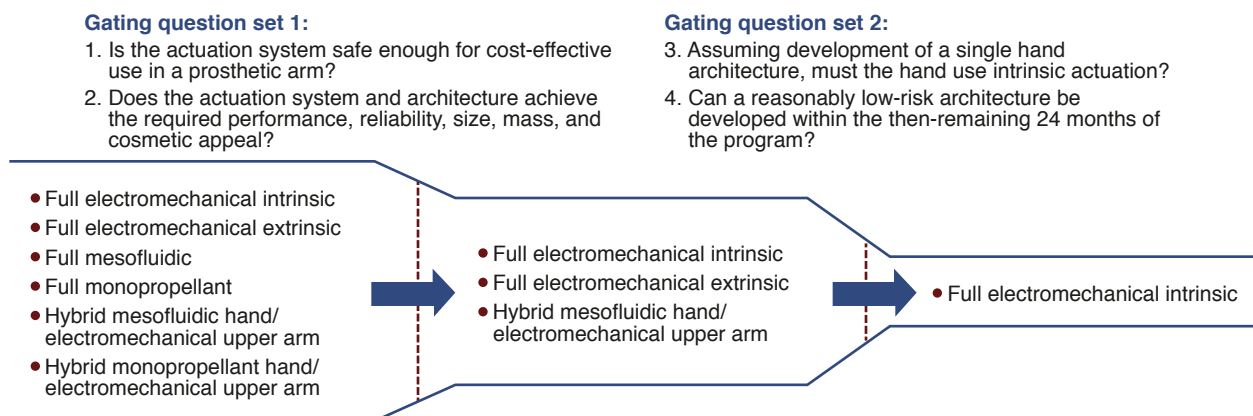 Gating question set 1:
1. Is the actuation system safe enough for cost-effective
use in a prosthetic arm?
2. Does the actuation system and architecture achieve
the required performance, reliability, size, mass, and
cosmetic appeal?
Gating question set 2:
3. Assuming development of a single hand
architecture, must the hand use intrinsic actuation?
4. Can a reasonably low-risk architecture be
developed within the then-remaining 24 months of
the program?
• Full electromechanical intrinsic
• Full electromechanical extrinsic
• Full mesofluidic
• Full monopropellant
• Hybrid mesofluidic hand/
electromechanical upper arm
• Hybrid monopropellant hand/
electromechanical upper arm
• Full electromechanical intrinsic
• Full electromechanical extrinsic
• Hybrid mesofluidic hand/
electromechanical upper arm
• Full electromechanical intrinsic